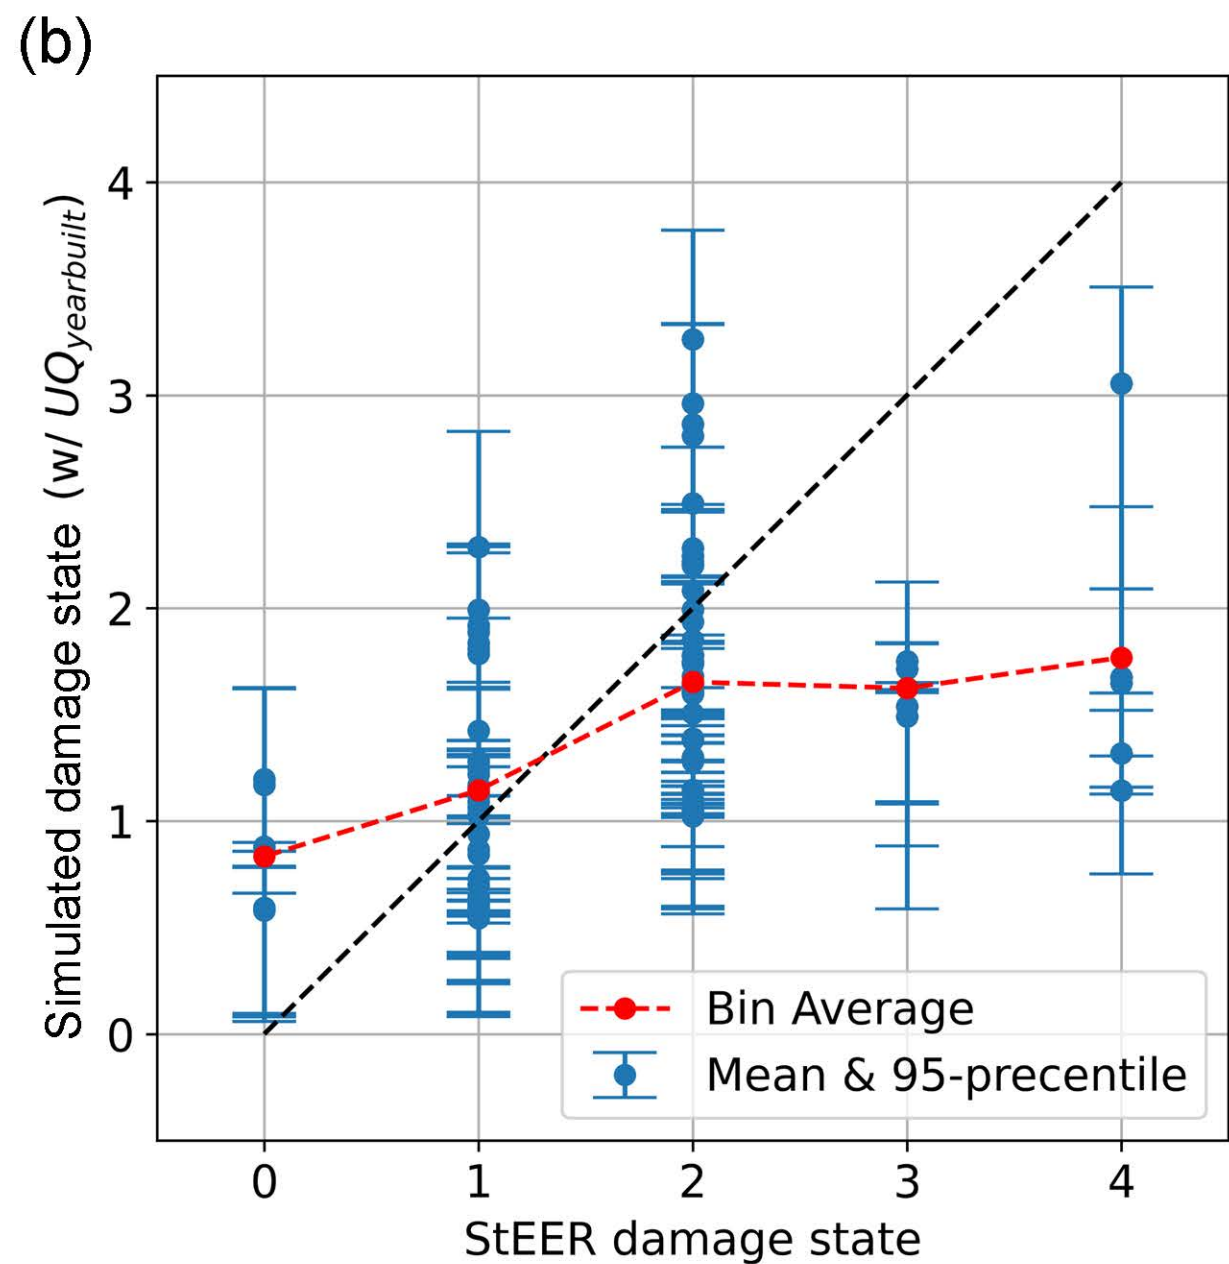 (b)
Simulated damage state (w/ UQyearbuilt)
4
3
2
1
0
Bin Average
Mean & 95-precentile
0 1 2 3 4
StEER damage state